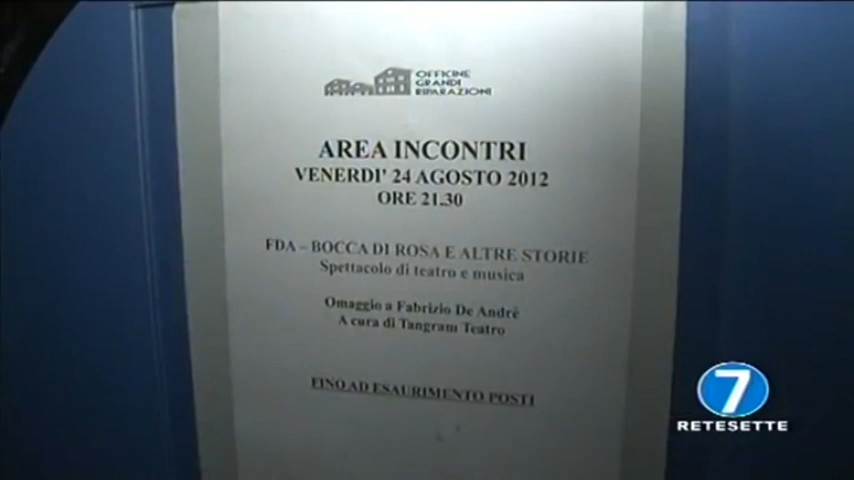 OFFICINE
GRANDI
RIPARAZIONI
AREA INCONTRI
VENERDI' 24 AGOSTO 2012
ORE 21.30
FDA – BOCCA DI ROSA E ALTRE STORIE
Spettacolo di teatro e musica
Omaggio a Fabrizio De Andrè
A cura di Tangram Teatro
FINO AD ESAURIMENTO POSTI
7
RETESETTE